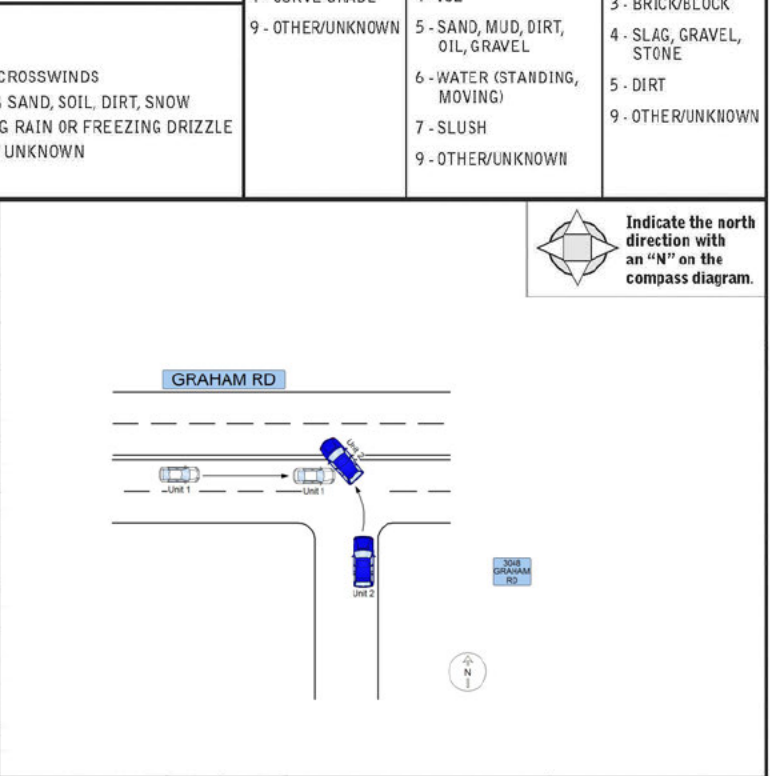 9 - OTHER/UNKNOWN
5 - SAND, MUD, DIRT,
OIL, GRAVEL
6 - WATER (STANDING,
MOVING)
7 - SLUSH
9 - OTHER/UNKNOWN
3 - BRICK/BLOCK
4 - SLAG, GRAVEL,
STONE
5 - DIRT
9 - OTHER/UNKNOWN
CROSSWINDS
SAND, SOIL, DIRT, SNOW
G RAIN OR FREEZING DRIZZLE
UNKNOWN
Indicate the north
direction with
an “N” on the
compass diagram.
GRAHAM RD
Unit 2
Unit 1
Unit 1
Unit 2
3048
GRAHAM
RD
N